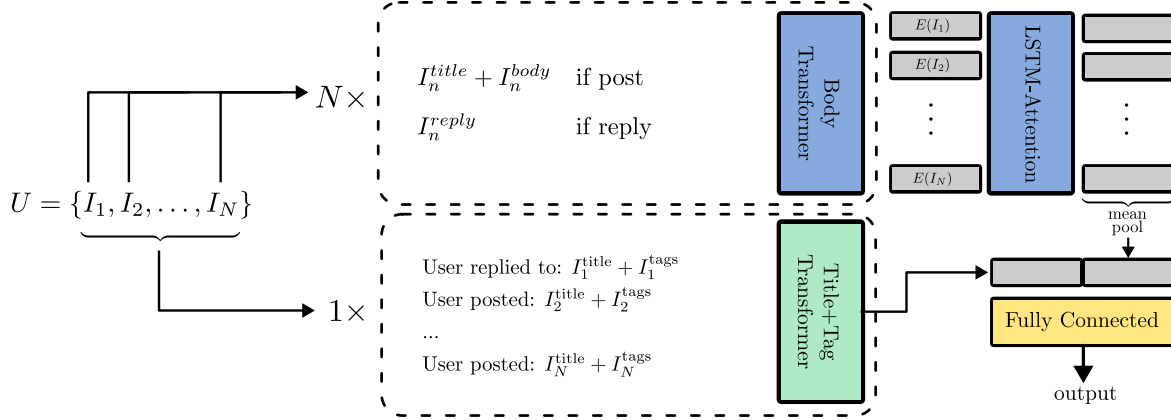 U = {I_1, I_2, ..., I_N}
N×
I_n^{title} + I_n^{body} if post
I_n^{reply} if reply
Body
Transformer
E(I_1)
E(I_2)
⋮
E(I_N)
LSTM-Attention
⋮
mean
pool
1×
User replied to: I_1^{title} + I_1^{tags}
User posted: I_2^{title} + I_2^{tags}
...
User posted: I_N^{title} + I_N^{tags}
Title+Tag
Transformer
Fully Connected
output